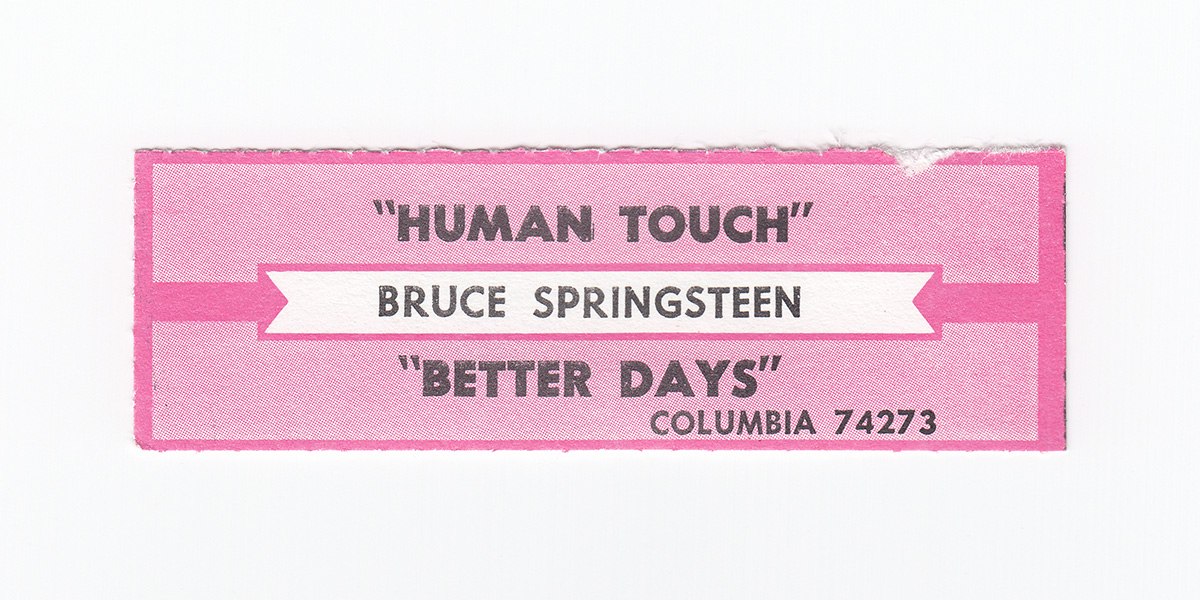 "HUMAN TOUCH"
BRUCE SPRINGSTEEN
"BETTER DAYS"
COLUMBIA 74273